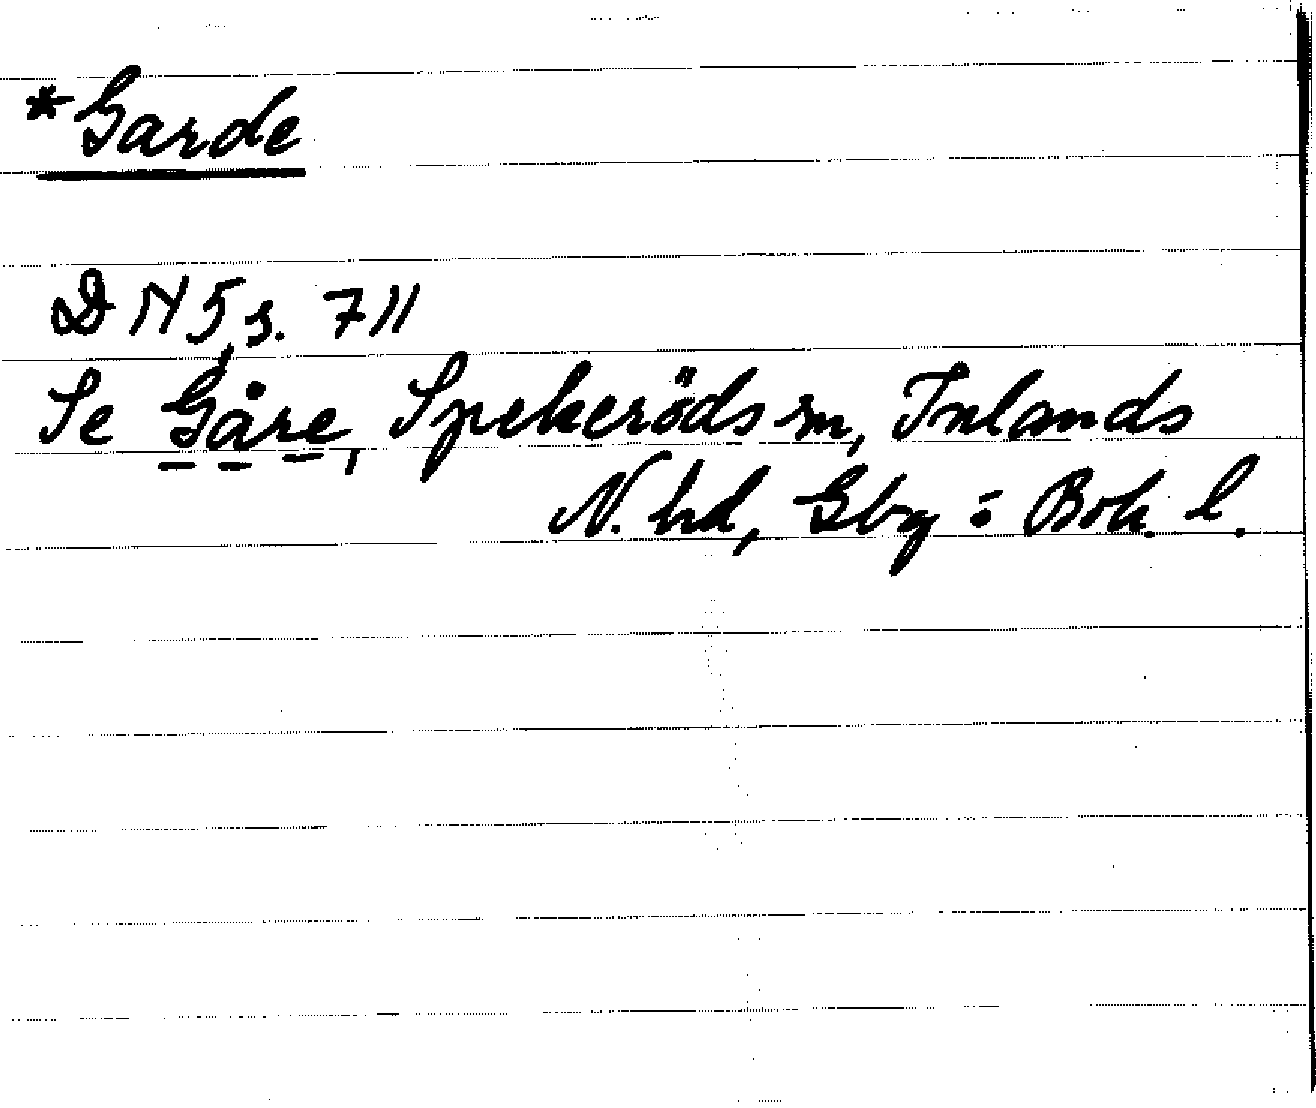 *Garde
DN 5, s. 711
Se Gåre, Spekeröds sn, Inlands
N. hd, Gbg o. Boh. l.